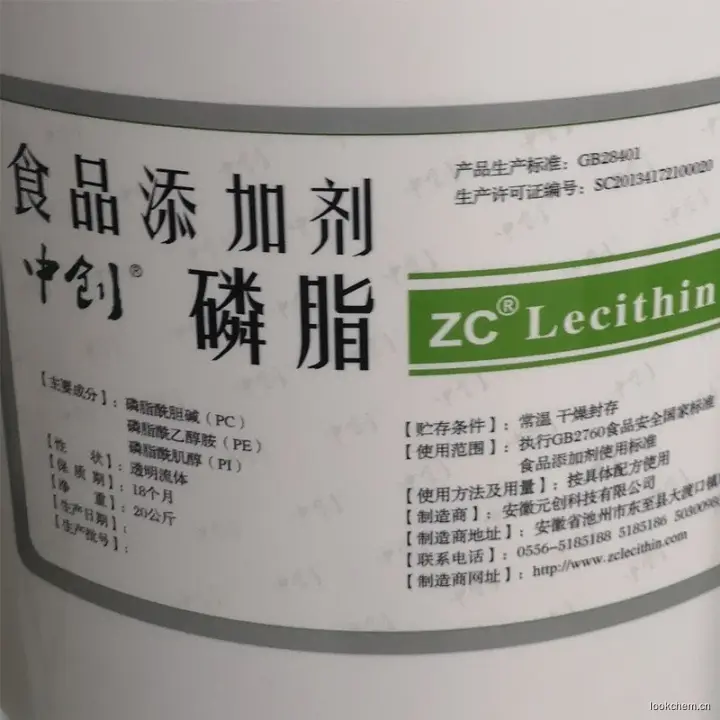 食品添加剂
中创®
磷脂
产品生产标准：GB28401
生产许可证编号：SC20134172100020
ZC® Lecithin
【主要成分】：磷脂酰胆碱（PC）
磷脂酰乙醇胺（PE）
磷脂酰肌醇（PI）
【性 状】：透明流体
【保质期】：18个月
【净 重】：20公斤
【生产日期】：
【生产批号】：
【贮存条件】：常温 干燥封存
【使用范围】：执行GB2760食品安全国家标准
食品添加剂使用标准
【使用方法及用量】：按具体配方使用
【制造商】：安徽元创科技有限公司
【制造商地址】：安徽省池州市东至县大渡口镇
【联系电话】：0556-5185188 5185186 5030098
【制造商网址】：http://www.zclecithin.com
lookchem.cn